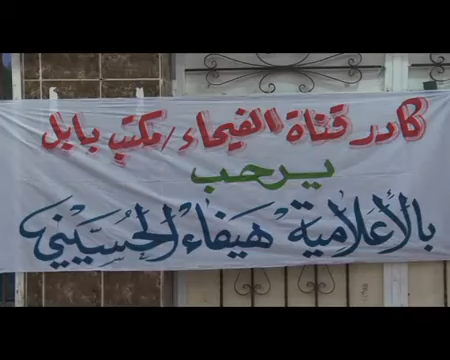 كادر قناة الفيحاء / مكتب بابل
يرحب
بالأعلامية هيفاء الحسيني